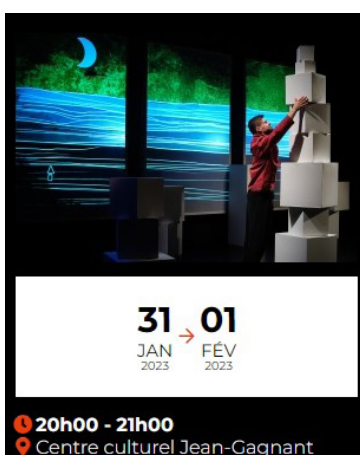 31 → 01
JAN FÉV
2023 2023
20h00 - 21h00
Centre culturel Jean-Gagnant